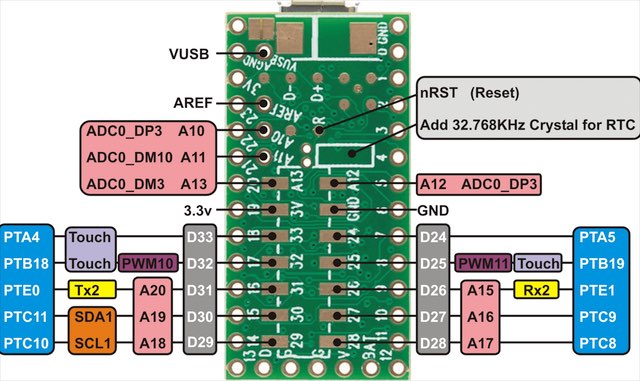 GND
0
VUSB
AGND
VUSB
3V
D-
D+
1
nRST (Reset)
AREF
23
AREF
R
2
ADC0_DP3 A10
22
A10
3
Add 32.768KHz Crystal for RTC
ADC0_DM10 A11
21
A11
4
ADC0_DM3 A13
20
A13
A12
5
A12 ADC0_DP3
3.3v
19
3V
GND
6
GND
PTA4 Touch D33
18
33
24
7
D24 PTA5
PTB18 Touch PWM10 D32
17
32
25
8
D25 PWM11 Touch PTB19
PTE0 Tx2 A20 D31
16
31
26
9
D26 A15 Rx2 PTE1
PTC11 SDA1 A19 D30
15
30
27
10
D27 A16 PTC9
PTC10 SCL1 A18 D29
14
29
28
11
D28 A17 PTC8
13 D P G V BAT 12